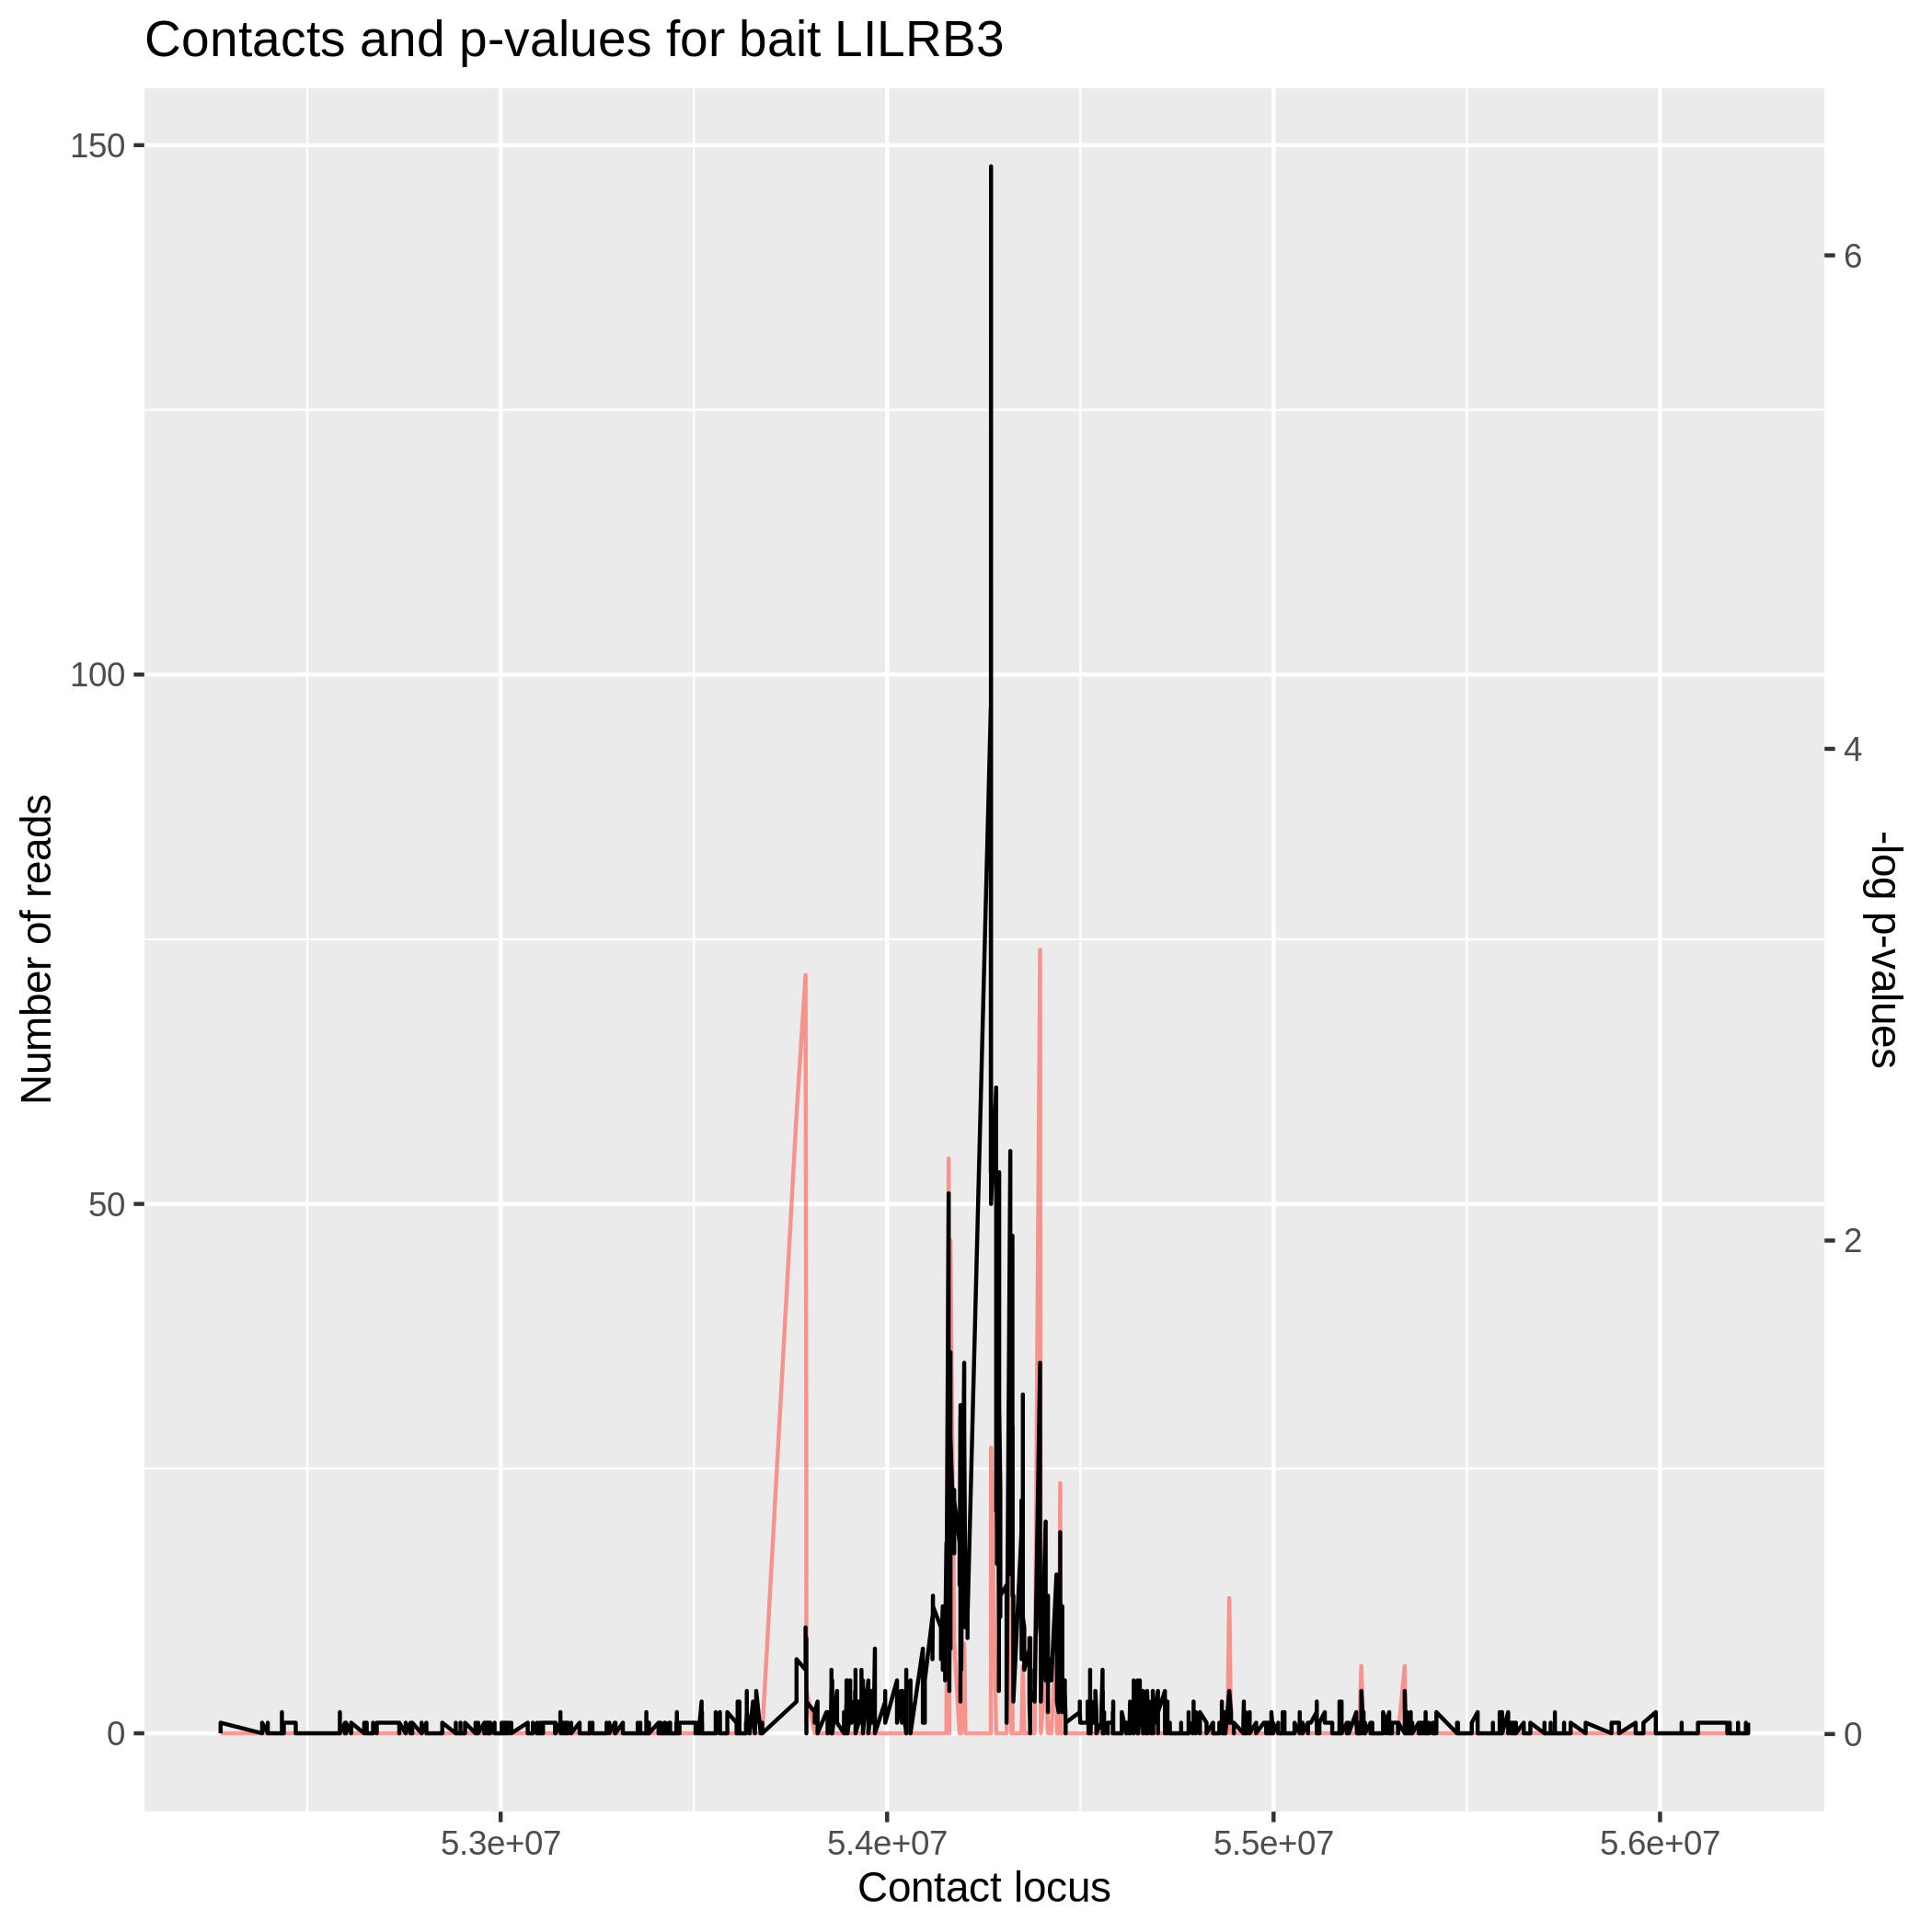 Contacts and p-values for bait LILRB3
150
100
50
0
Number of reads
6
4
2
0
-log p-values
5.3e+07
5.4e+07
5.5e+07
5.6e+07
Contact locus